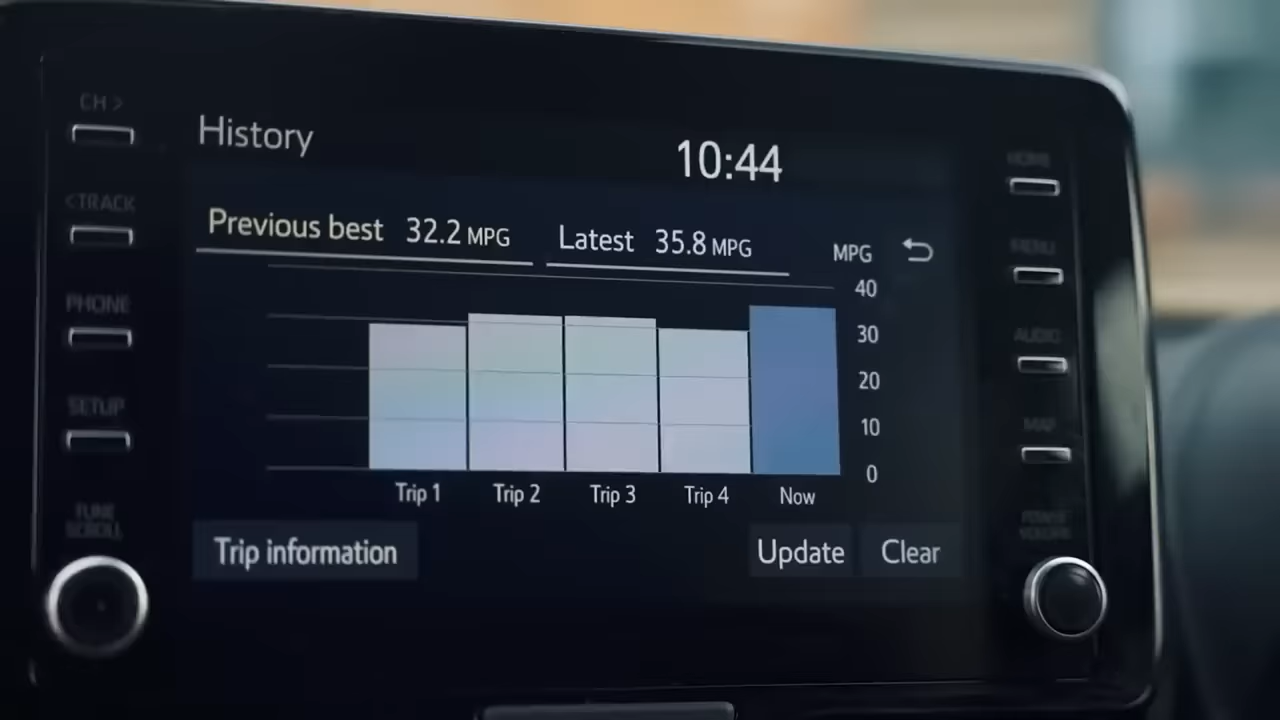 CH >
History
10:44
<TRACK
Previous best 32.2 MPG
Latest 35.8 MPG
MPG
40
30
20
10
0
PHONE
SETUP
TUNE
SCROLL
HOME
MENU
AUDIO
MAP
POWER
VOLUME
Trip 1 Trip 2 Trip 3 Trip 4 Now
Trip information
Update
Clear